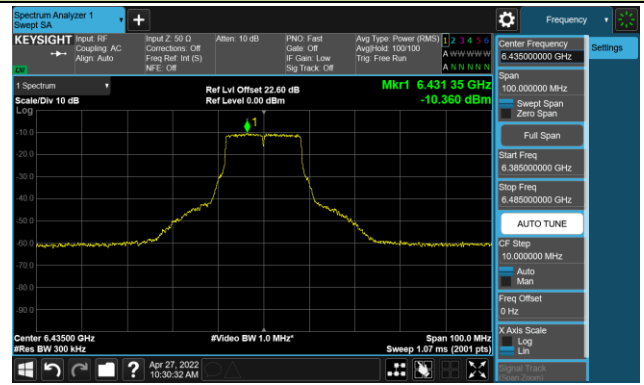 Spectrum Analyzer 1
Swept SA
Frequency
KEYSIGHT
Input: RF
Coupling: AC
Align: Auto
Input Z: 50 Ω
Corrections: Off
Freq Ref: Int (S)
NFE: Off
Atten: 10 dB
PNO: Fast
Gate: Off
IF Gain: Low
Sig Track: Off
Avg Type: Power (RMS)
Avg|Hold: 100/100
Trig: Free Run
1 2 3 4 5 6
A W W W W W
A N N N N N
1 Spectrum
Scale/Div 10 dB
Log
Ref Lvl Offset 22.60 dB
Ref Level 0.00 dBm
Mkr1 6.431 35 GHz
-10.360 dBm
1
-10.0
-20.0
-30.0
-40.0
-50.0
-60.0
-70.0
-80.0
-90.0
Center 6.43500 GHz
#Res BW 300 kHz
#Video BW 1.0 MHz*
Span 100.0 MHz
Sweep 1.07 ms (2001 pts)
Apr 27, 2022
10:30:32 AM
Center Frequency
6.435000000 GHz
Settings
Span
100.000000 MHz
Swept Span
Zero Span
Full Span
Start Freq
6.385000000 GHz
Stop Freq
6.485000000 GHz
AUTO TUNE
CF Step
10.000000 MHz
Auto
Man
Freq Offset
0 Hz
X Axis Scale
Log
Lin
Signal Track
(Span Zoom)